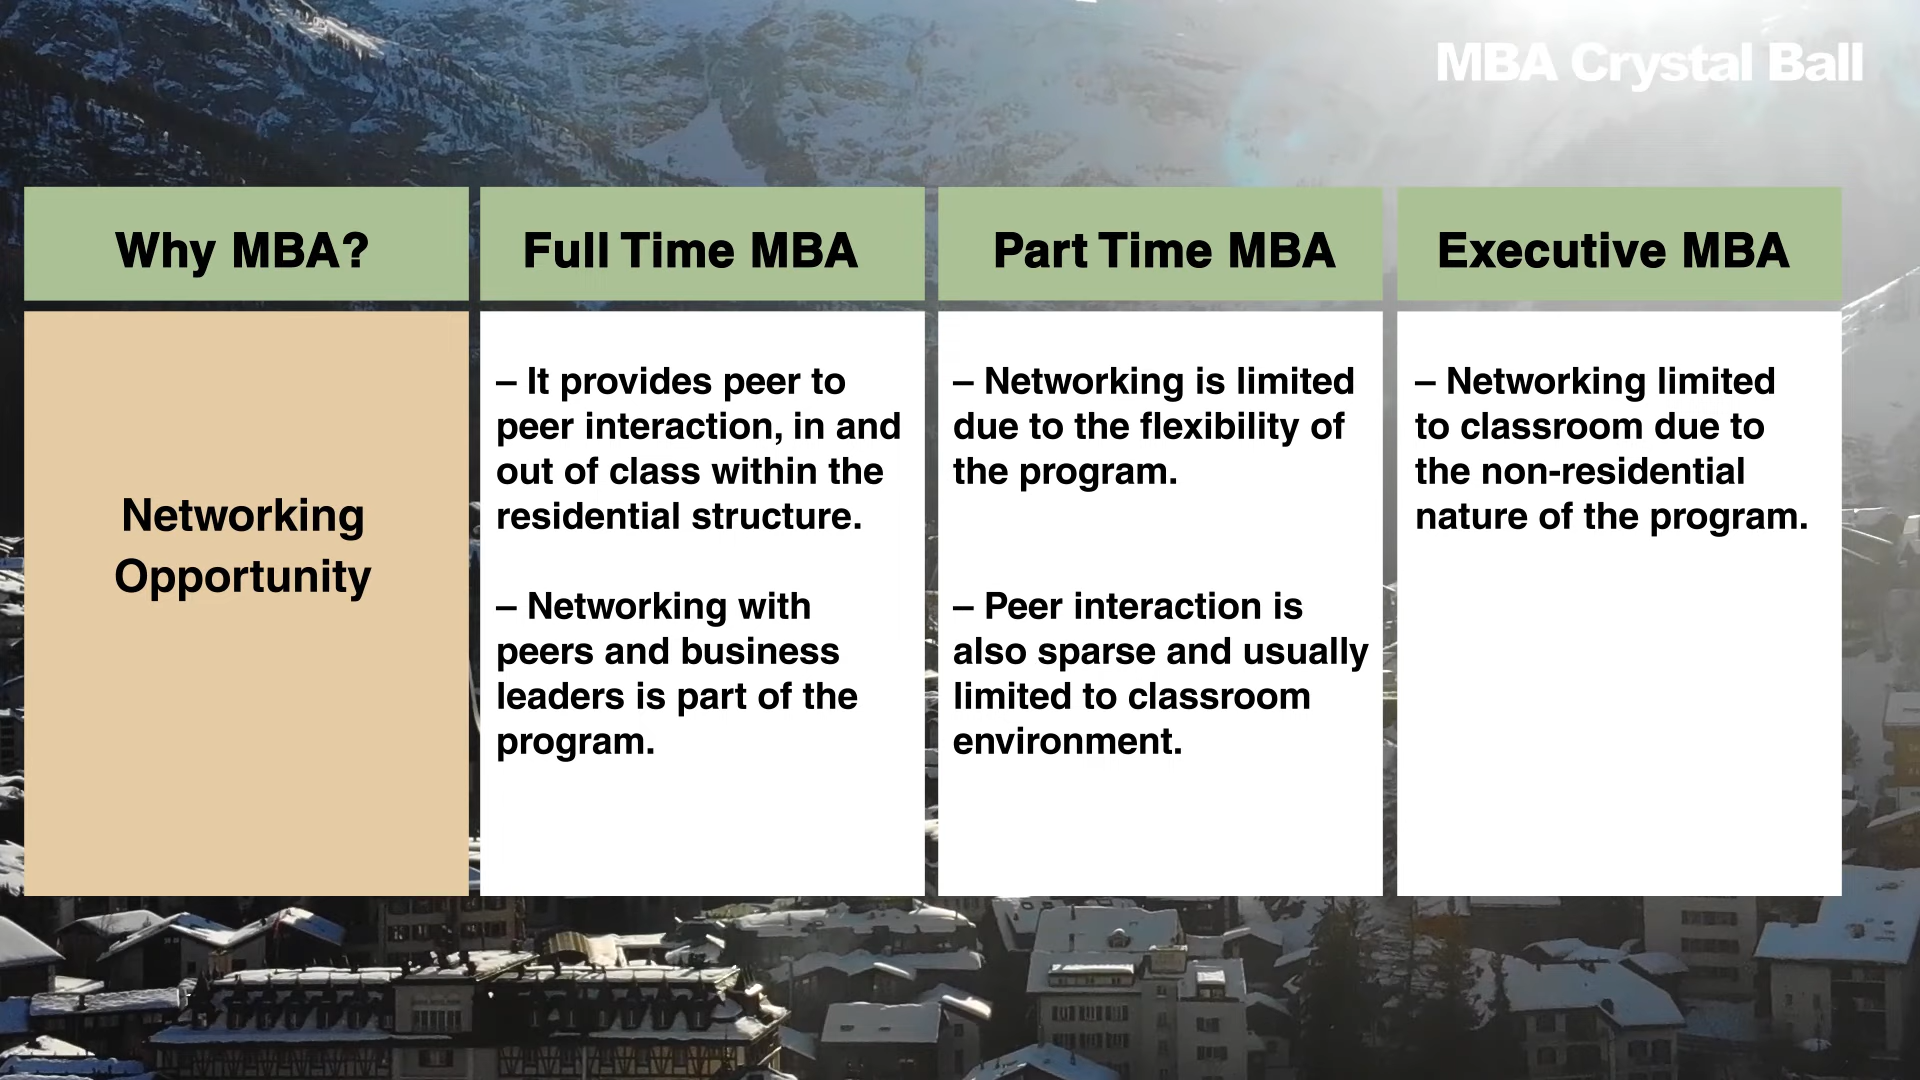 MBA Crystal Ball
Why MBA?
Full Time MBA
Part Time MBA
Executive MBA
Networking
Opportunity
– It provides peer to
peer interaction, in and
out of class within the
residential structure.
– Networking with
peers and business
leaders is part of the
program.
– Networking is limited
due to the flexibility of
the program.
– Peer interaction is
also sparse and usually
limited to classroom
environment.
– Networking limited
to classroom due to
the non-residential
nature of the program.